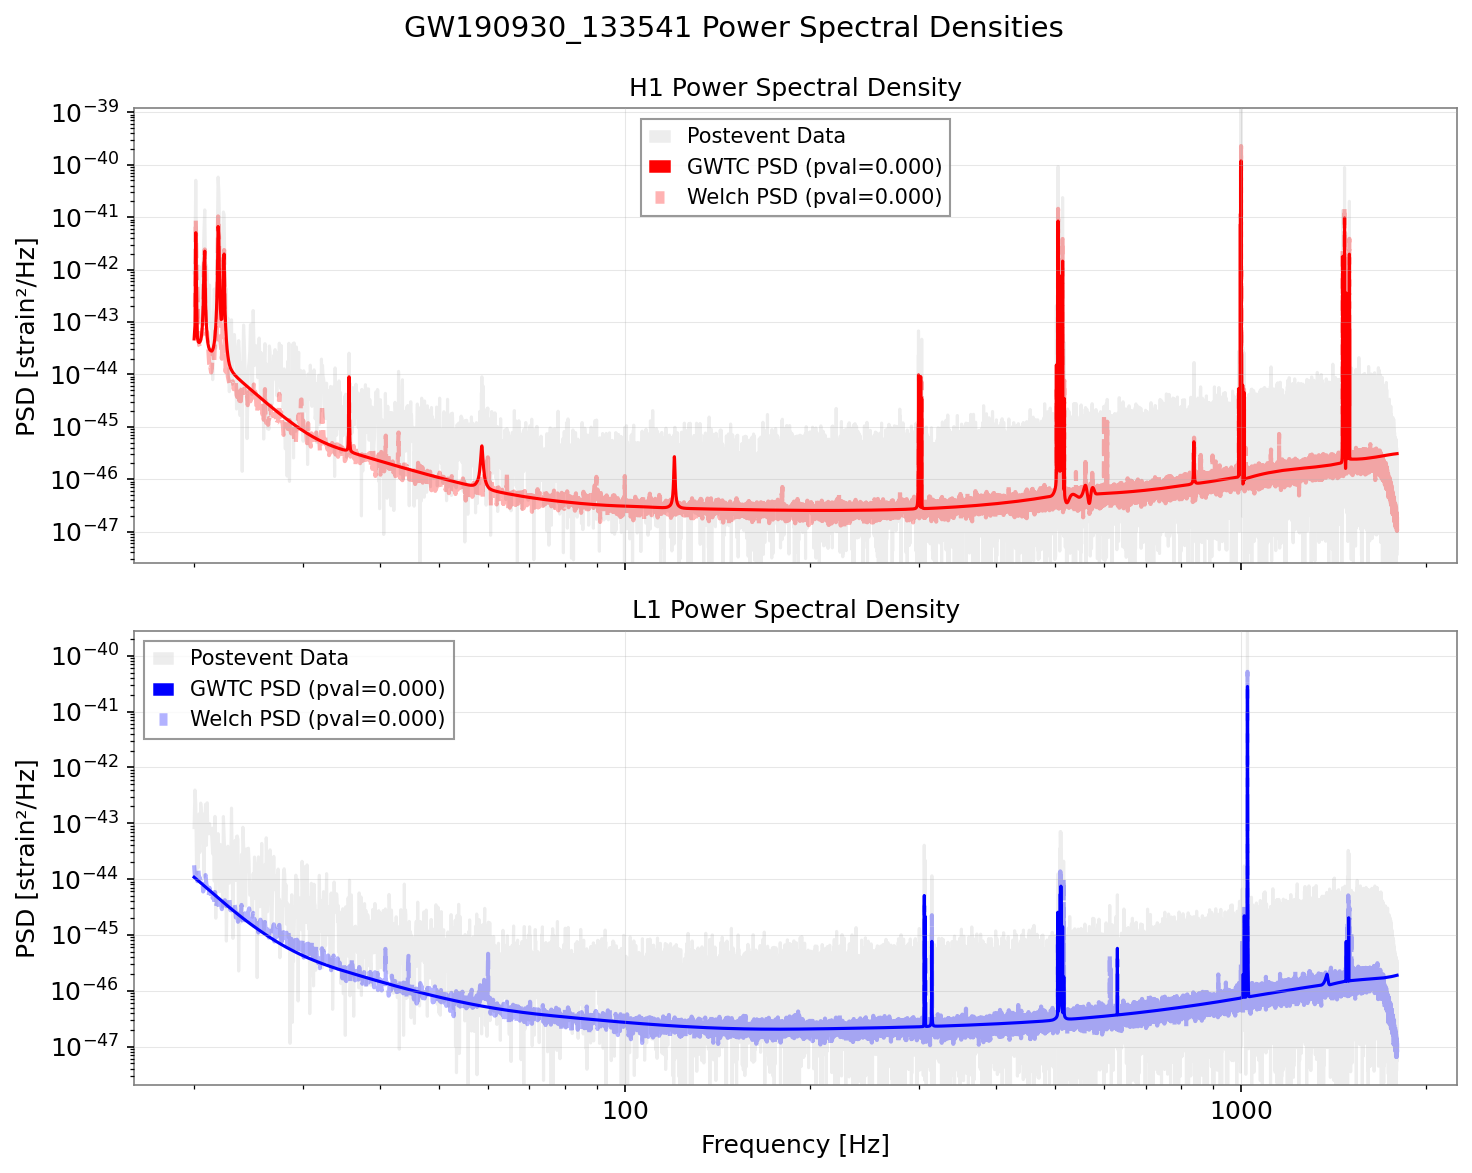 GW190930_133541 Power Spectral Densities
H1 Power Spectral Density
10⁻³⁹
10⁻⁴⁰
10⁻⁴¹
10⁻⁴²
10⁻⁴³
10⁻⁴⁴
10⁻⁴⁵
10⁻⁴⁶
10⁻⁴⁷
PSD [strain²/Hz]
Postevent Data
GWTC PSD (pval=0.000)
Welch PSD (pval=0.000)
L1 Power Spectral Density
10⁻⁴⁰
10⁻⁴¹
10⁻⁴²
10⁻⁴³
10⁻⁴⁴
10⁻⁴⁵
10⁻⁴⁶
10⁻⁴⁷
PSD [strain²/Hz]
Postevent Data
GWTC PSD (pval=0.000)
Welch PSD (pval=0.000)
100
1000
Frequency [Hz]